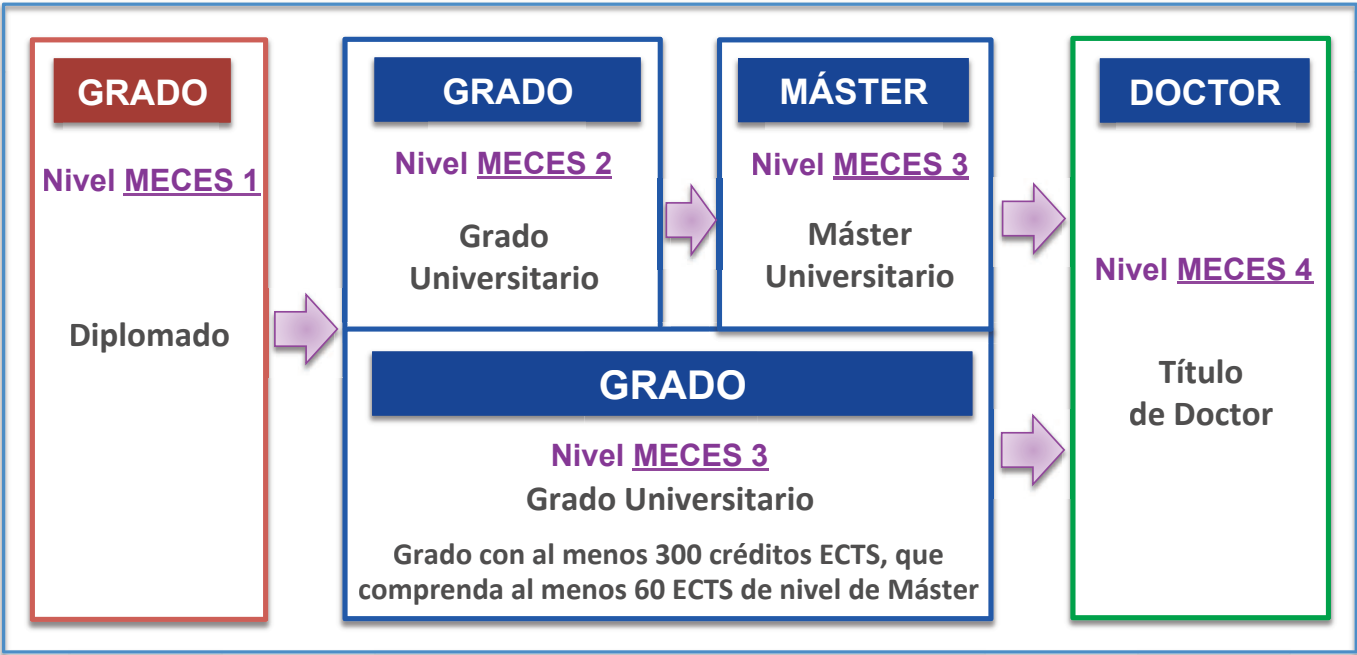 GRADO
Nivel MECES 1
Diplomado
GRADO
Nivel MECES 2
Grado
Universitario
MÁSTER
Nivel MECES 3
Máster
Universitario
GRADO
Nivel MECES 3
Grado Universitario
Grado con al menos 300 créditos ECTS, que
comprenda al menos 60 ECTS de nivel de Máster
DOCTOR
Nivel MECES 4
Título
de Doctor